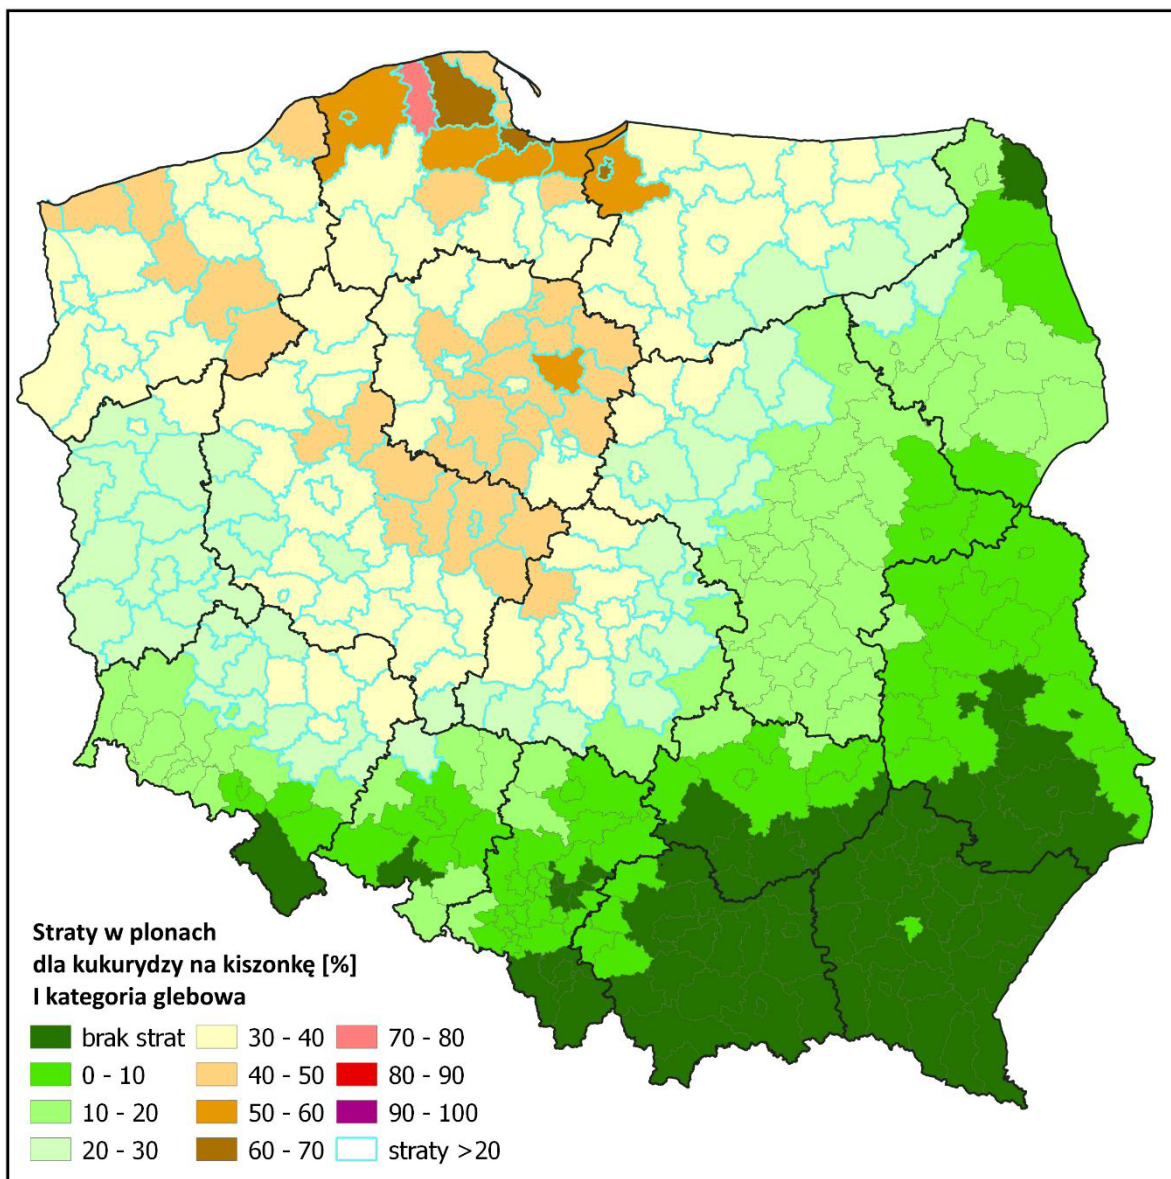 Straty w plonach
dla kukurydzy na kiszonkę [%]
I kategoria glebowa
brak strat
0 - 10
10 - 20
20 - 30
30 - 40
40 - 50
50 - 60
60 - 70
70 - 80
80 - 90
90 - 100
straty >20